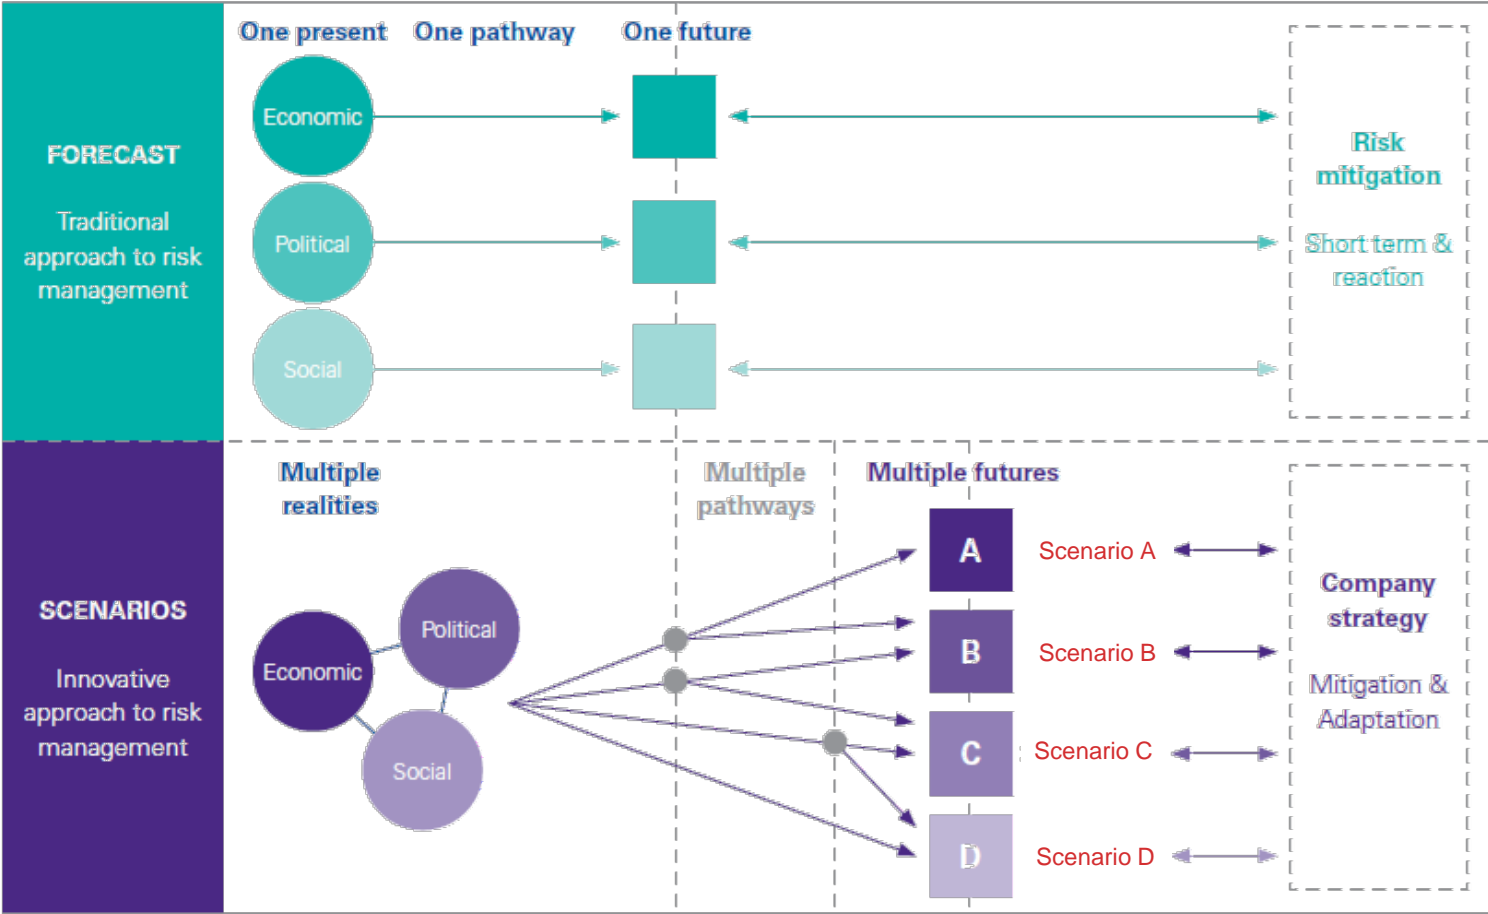 One present
One pathway
One future
FORECAST
Traditional
approach to risk
management
Economic
Political
Social
Risk
mitigation
Short term &
reaction
Multiple
realities
Multiple
pathways
Multiple futures
SCENARIOS
Innovative
approach to risk
management
Economic
Political
Social
A
Scenario A
B
Scenario B
C
Scenario C
D
Scenario D
Company
strategy
Mitigation &
Adaptation